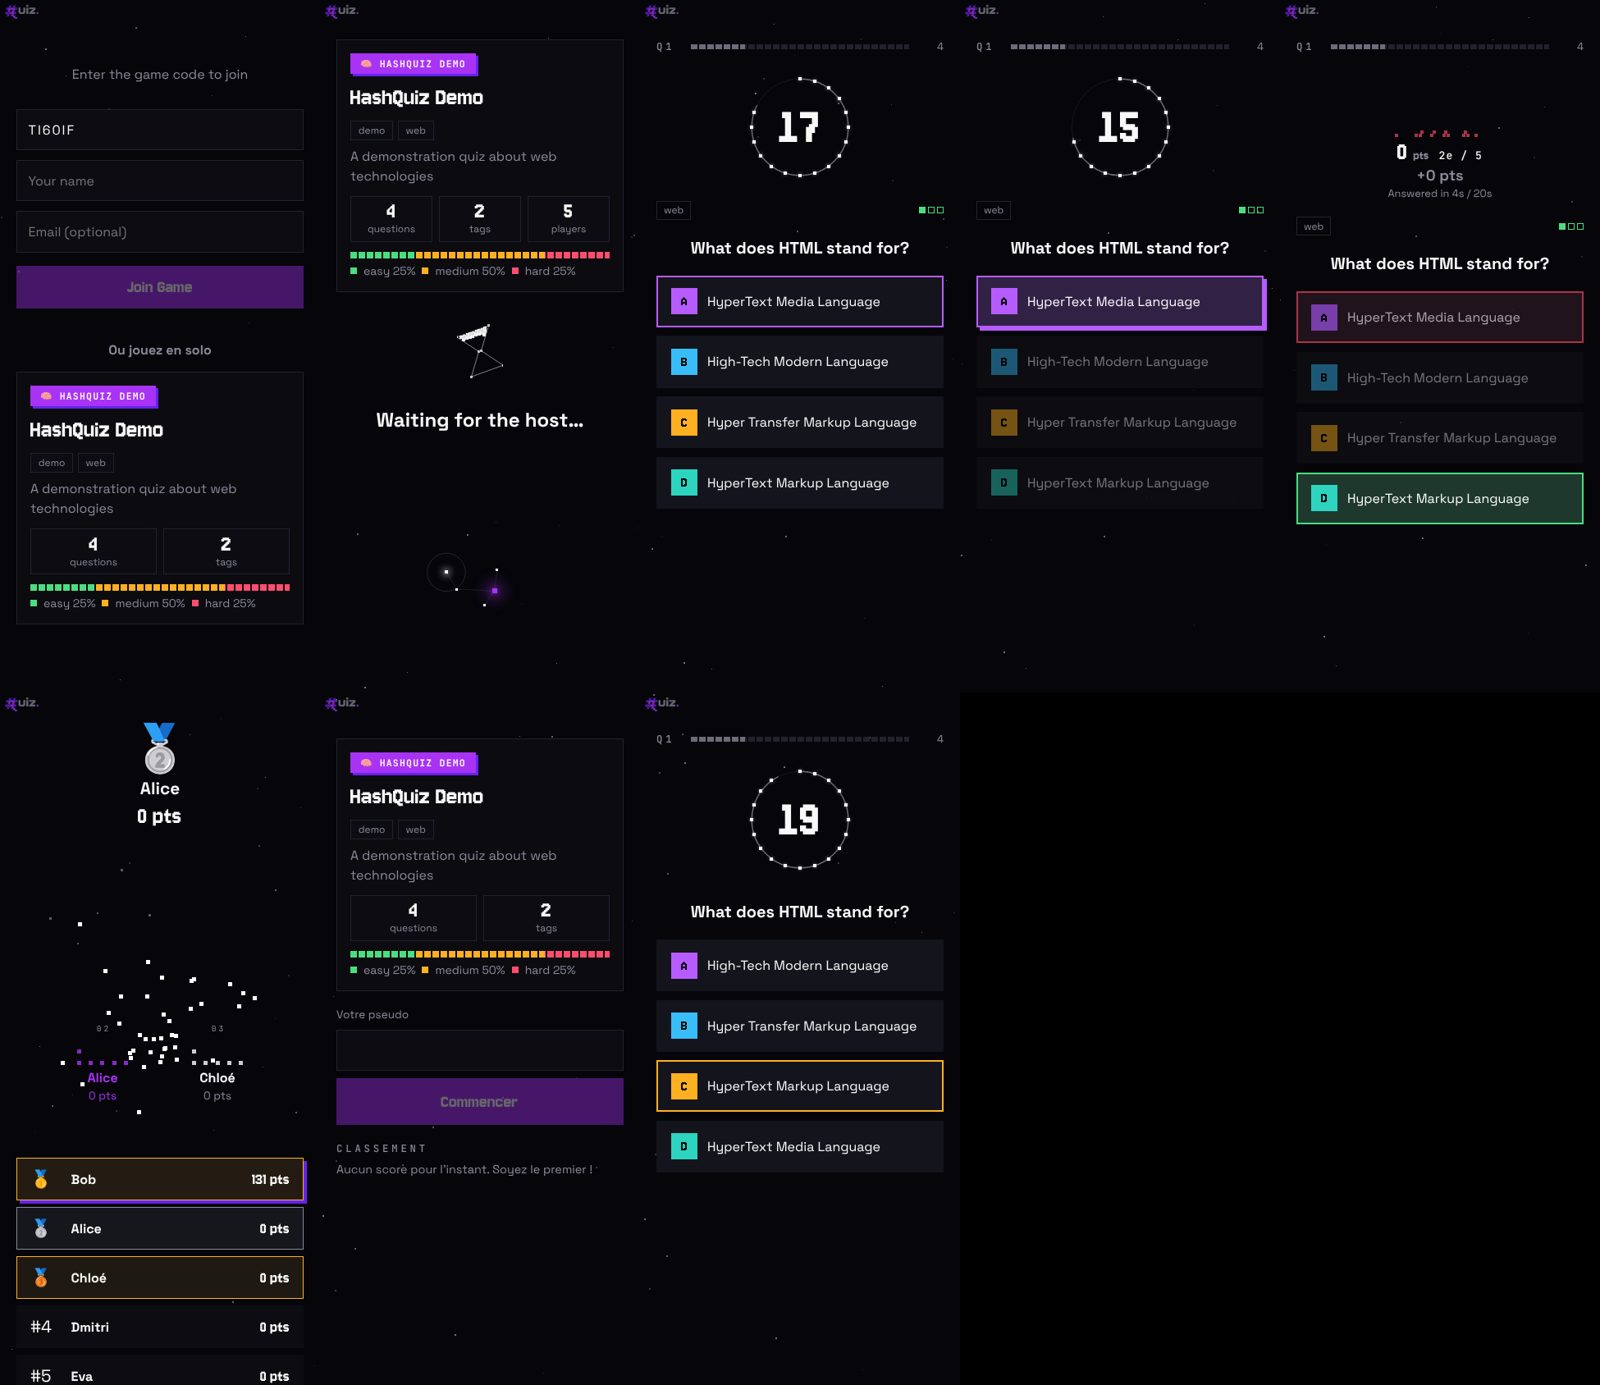 #uiz.
Enter the game code to join
TI60IF
Your name
Email (optional)
Join Game
Ou jouez en solo
🧠 HASHQUIZ DEMO
HashQuiz Demo
demo web
A demonstration quiz about web
technologies
4 2
questions tags
easy 25% medium 50% hard 25%
#uiz.
🧠 HASHQUIZ DEMO
HashQuiz Demo
demo web
A demonstration quiz about web
technologies
4 2 5
questions tags players
easy 25% medium 50% hard 25%
Waiting for the host...
#uiz.
Q1 4
17
web
What does HTML stand for?
A HyperText Media Language
B High-Tech Modern Language
C Hyper Transfer Markup Language
D HyperText Markup Language
#uiz.
Q1 4
15
web
What does HTML stand for?
A HyperText Media Language
B High-Tech Modern Language
C Hyper Transfer Markup Language
D HyperText Markup Language
#uiz.
Q1 4
0 pts 2e / 5
+0 pts
Answered in 4s / 20s
web
What does HTML stand for?
A HyperText Media Language
B High-Tech Modern Language
C Hyper Transfer Markup Language
D HyperText Markup Language
#uiz.
2
Alice
0 pts
02 03
Alice Chloé
0 pts 0 pts
Bob 131 pts
Alice 0 pts
Chloé 0 pts
#4 Dmitri 0 pts
#5 Eva 0 pts
#uiz.
🧠 HASHQUIZ DEMO
HashQuiz Demo
demo web
A demonstration quiz about web
technologies
4 2
questions tags
easy 25% medium 50% hard 25%
Votre pseudo
Commencer
CLASSEMENT
Aucun score pour l'instant. Soyez le premier !
#uiz.
Q1 4
19
What does HTML stand for?
A High-Tech Modern Language
B Hyper Transfer Markup Language
C HyperText Markup Language
D HyperText Media Language